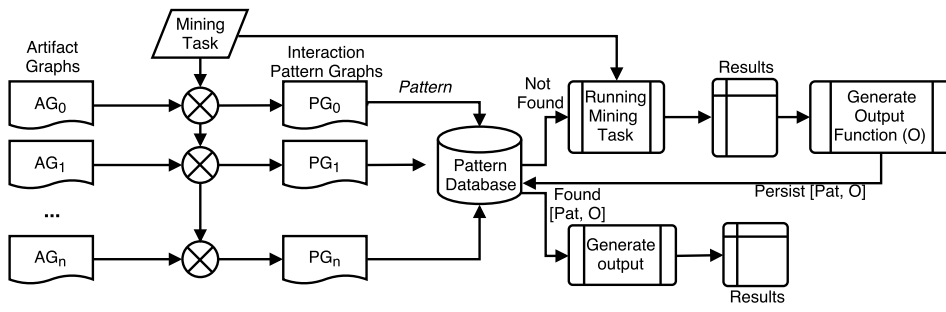 Mining
Task
Artifact
Graphs
Interaction
Pattern Graphs
AG0
PG0
Pattern
AG1
PG1
...
AGn
PGn
Pattern
Database
Not
Found
Running
Mining
Task
Results
Generate
Output
Function (O)
Persist [Pat, O]
Found
[Pat, O]
Generate
output
Results